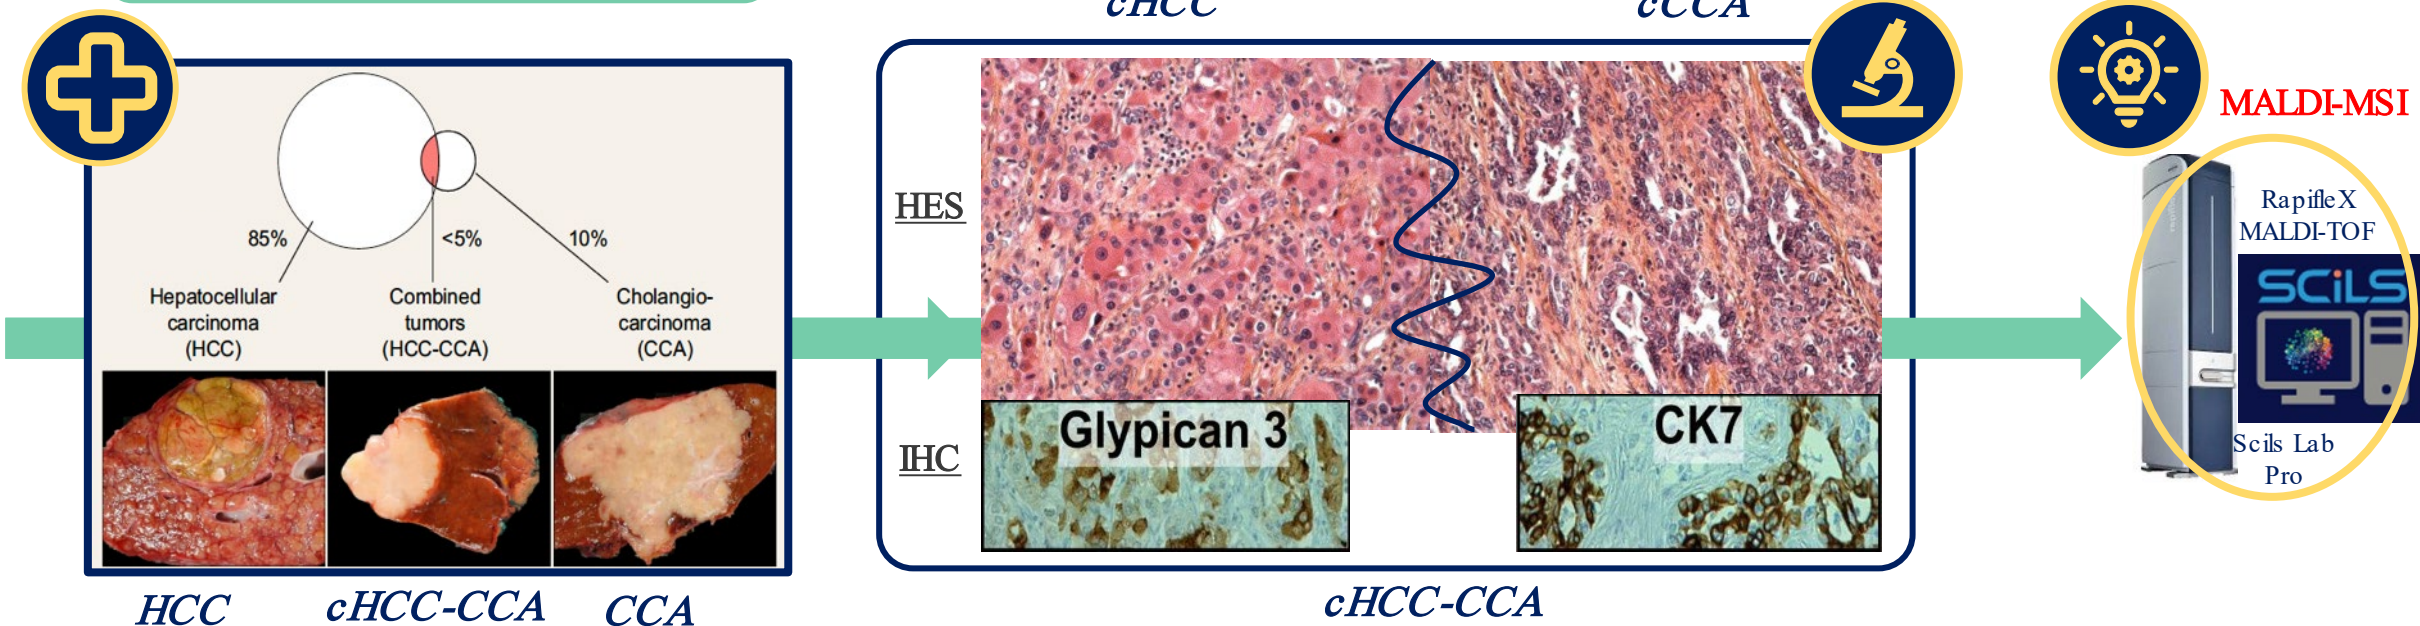 cHCC
cCCA
85%
<5%
10%
Hepatocellular
carcinoma
(HCC)
Combined
tumors
(HCC-CCA)
Cholangio-
carcinoma
(CCA)
HCC
cHCC-CCA
CCA
HES
IHC
Glypican 3
CK7
cHCC-CCA
MALDI-MSI
RapifleX
MALDI-TOF
SCiLS
Scils Lab
Pro